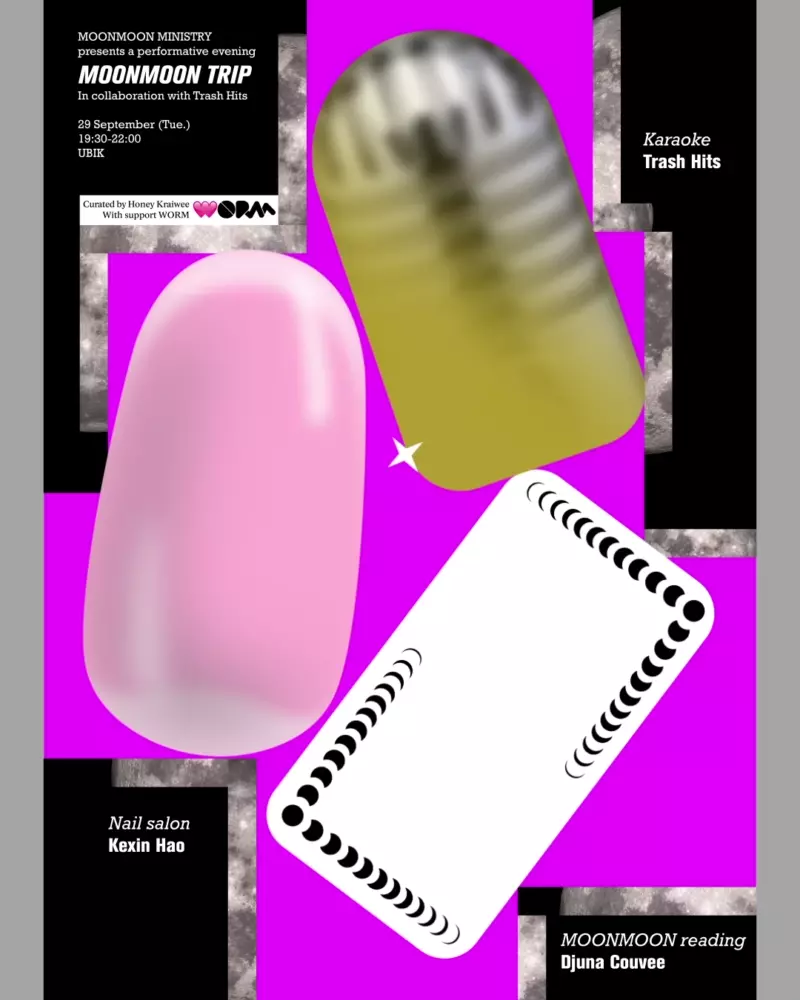 MOONMOON MINISTRY
presents a performative evening
MOONMOON TRIP
In collaboration with Trash Hits
29 September (Tue.)
19:30-22:00
UBIK
Curated by Honey Kraiwee
With support WORM
WORM
Karaoke
Trash Hits
Nail salon
Kexin Hao
MOONMOON reading
Djuna Couvee